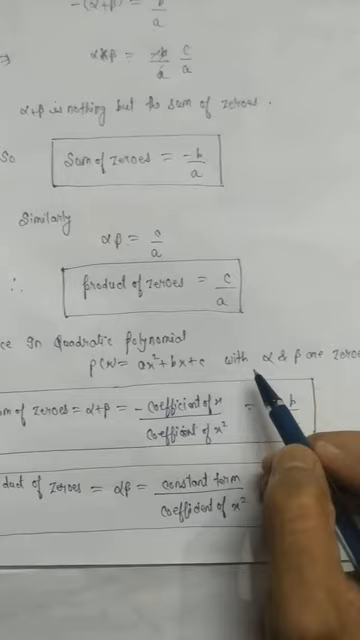 -(α+β) = b/a
⇒ α+β = -b/a c/a
α+β is nothing but the sum of zeroes.
So Sum of zeroes = -b/a
Similarly
αβ = c/a
∴ product of zeroes = c/a
ce In Quadratic polynomial
p(x) = ax²+bx+c with α & β are zeroe
m of zeroes = α+β = -coefficient of x / coefficient of x² = -b
duct of zeroes = αβ = constant term / coefficient of x²